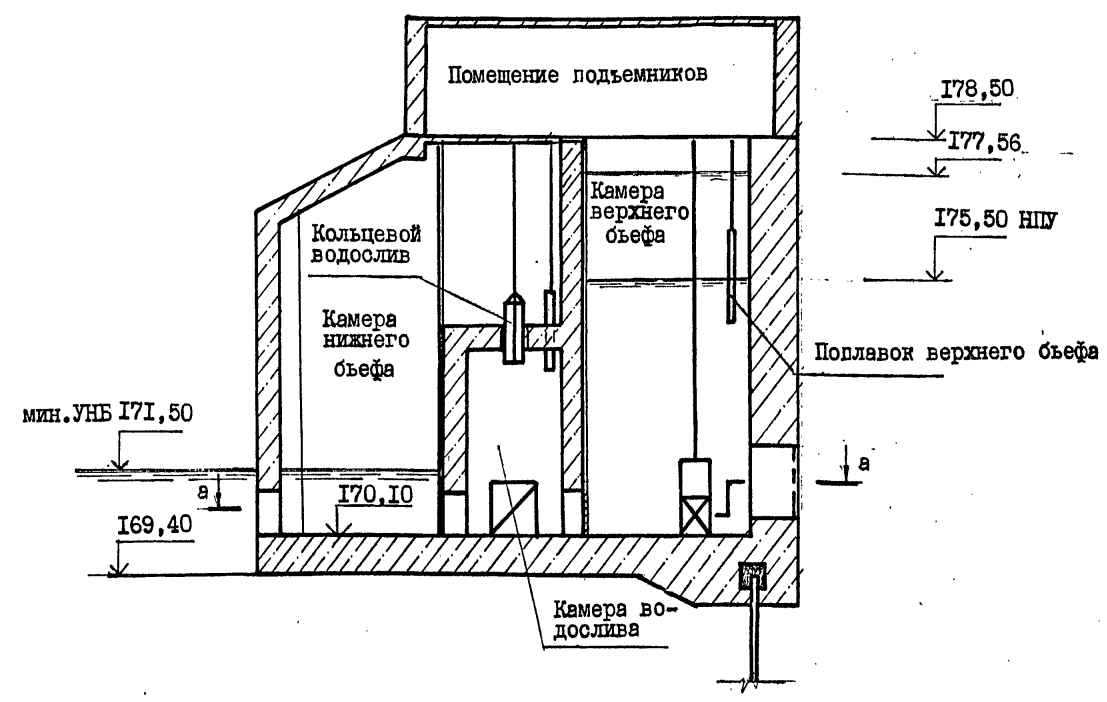 Помещение подъемников
178,50
177,56
Камера
верхнего
бьефа
175,50 НПУ
Кольцевой
водослив
Камера
нижнего
бьефа
Поплавок верхнего бьефа
мин.УНБ 171,50
а
а
170,10
169,40
Камера во-
дослива